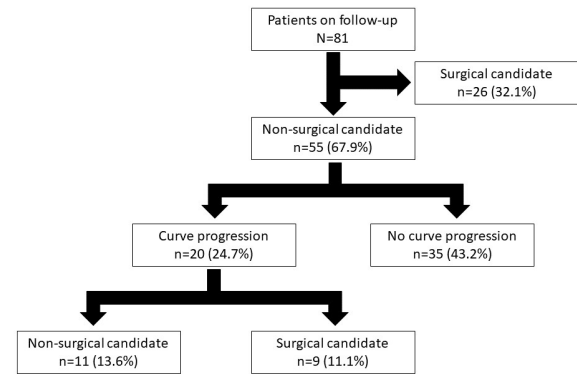 Patients on follow-up
N=81
Surgical candidate
n=26 (32.1%)
Non-surgical candidate
n=55 (67.9%)
Curve progression
n=20 (24.7%)
No curve progression
n=35 (43.2%)
Non-surgical candidate
n=11 (13.6%)
Surgical candidate
n=9 (11.1%)